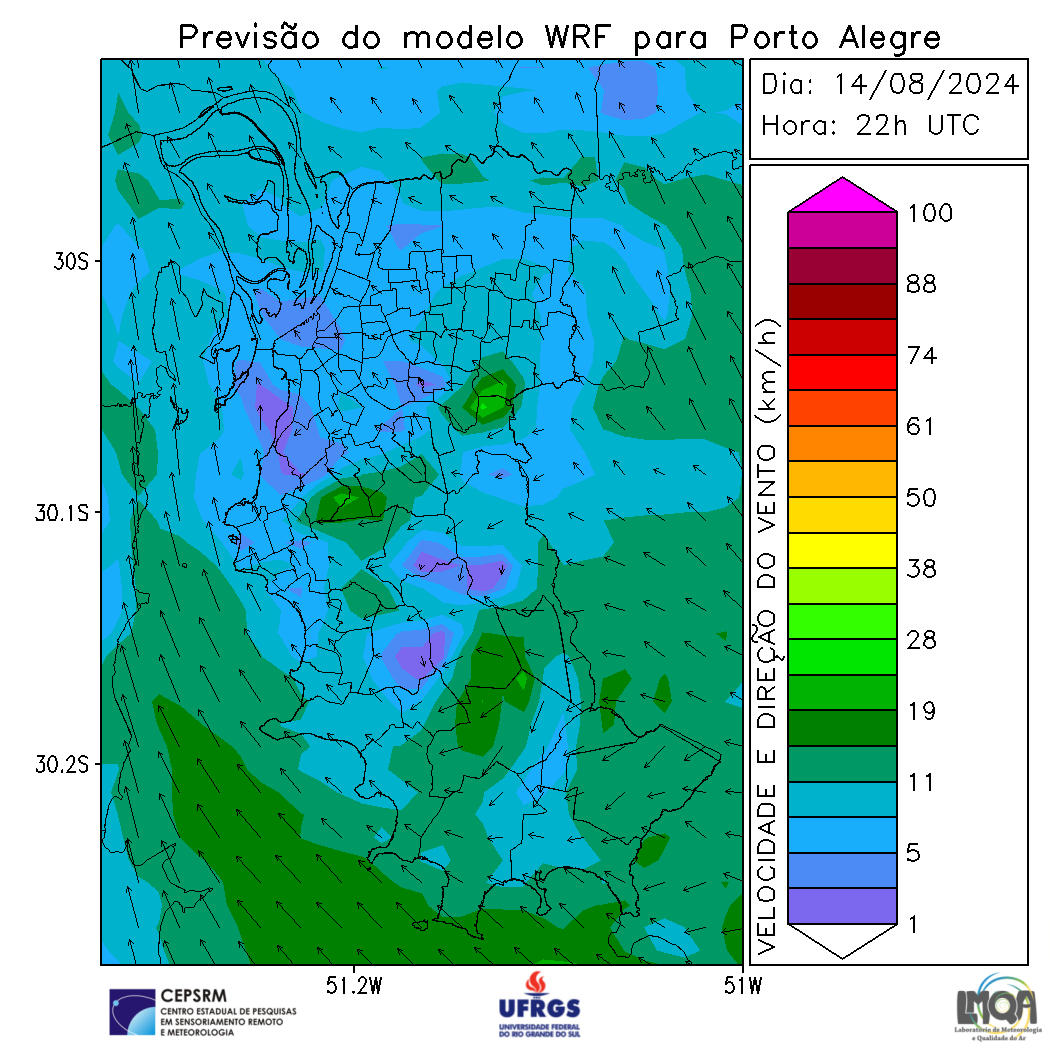 Previsão do modelo WRF para Porto Alegre
Dia: 14/08/2024
Hora: 22h UTC
30S
30.1S
30.2S
51.2W
51W
VELOCIDADE E DIREÇÃO DO VENTO (km/h)
100
88
74
61
50
38
28
19
11
5
1
CEPSRM
CENTRO ESTADUAL DE PESQUISAS
EM SENSORIAMENTO REMOTO
E METEOROLOGIA
UFRGS
UNIVERSIDADE FEDERAL
DO RIO GRANDE DO SUL
LMQA
Laboratório de Meteorologia
e Qualidade do Ar